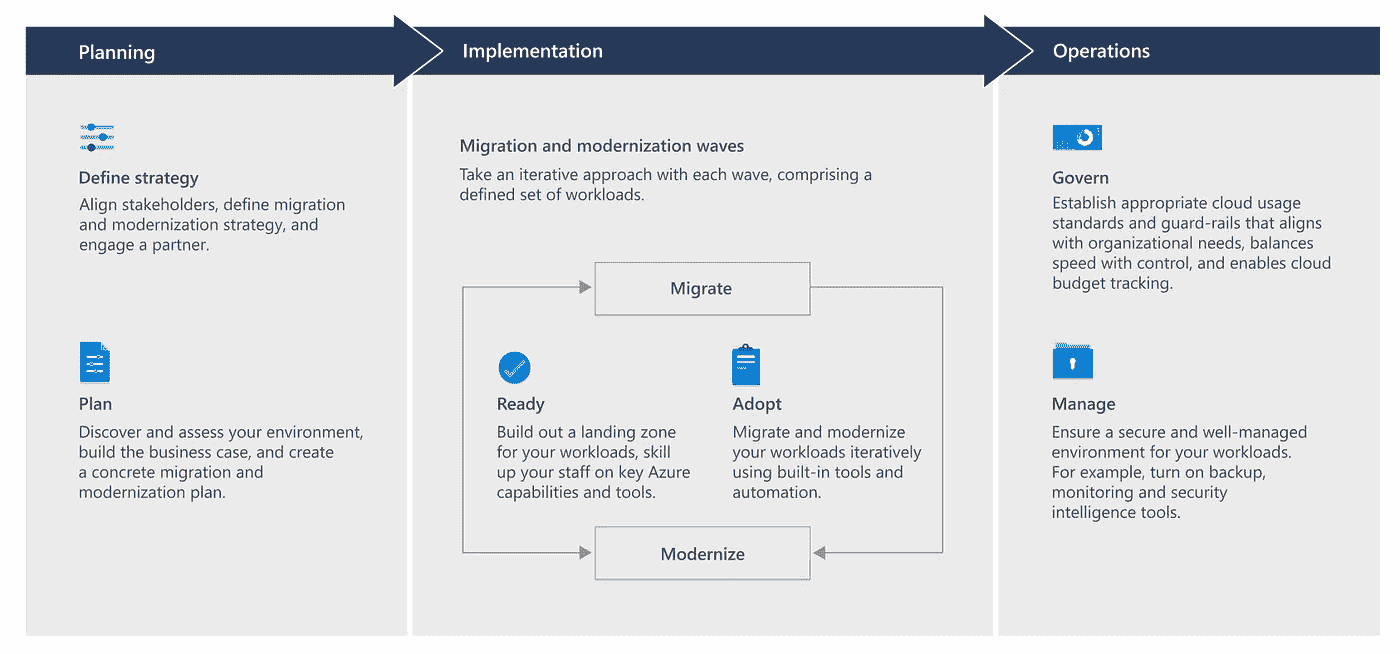 Planning
Implementation
Operations
Define strategy
Align stakeholders, define migration
and modernization strategy, and
engage a partner.
Plan
Discover and assess your environment,
build the business case, and create
a concrete migration and
modernization plan.
Migration and modernization waves
Take an iterative approach with each wave, comprising a
defined set of workloads.
Migrate
Ready
Build out a landing zone
for your workloads, skill
up your staff on key Azure
capabilities and tools.
Adopt
Migrate and modernize
your workloads iteratively
using built-in tools and
automation.
Modernize
Govern
Establish appropriate cloud usage
standards and guard-rails that aligns
with organizational needs, balances
speed with control, and enables cloud
budget tracking.
Manage
Ensure a secure and well-managed
environment for your workloads.
For example, turn on backup,
monitoring and security
intelligence tools.